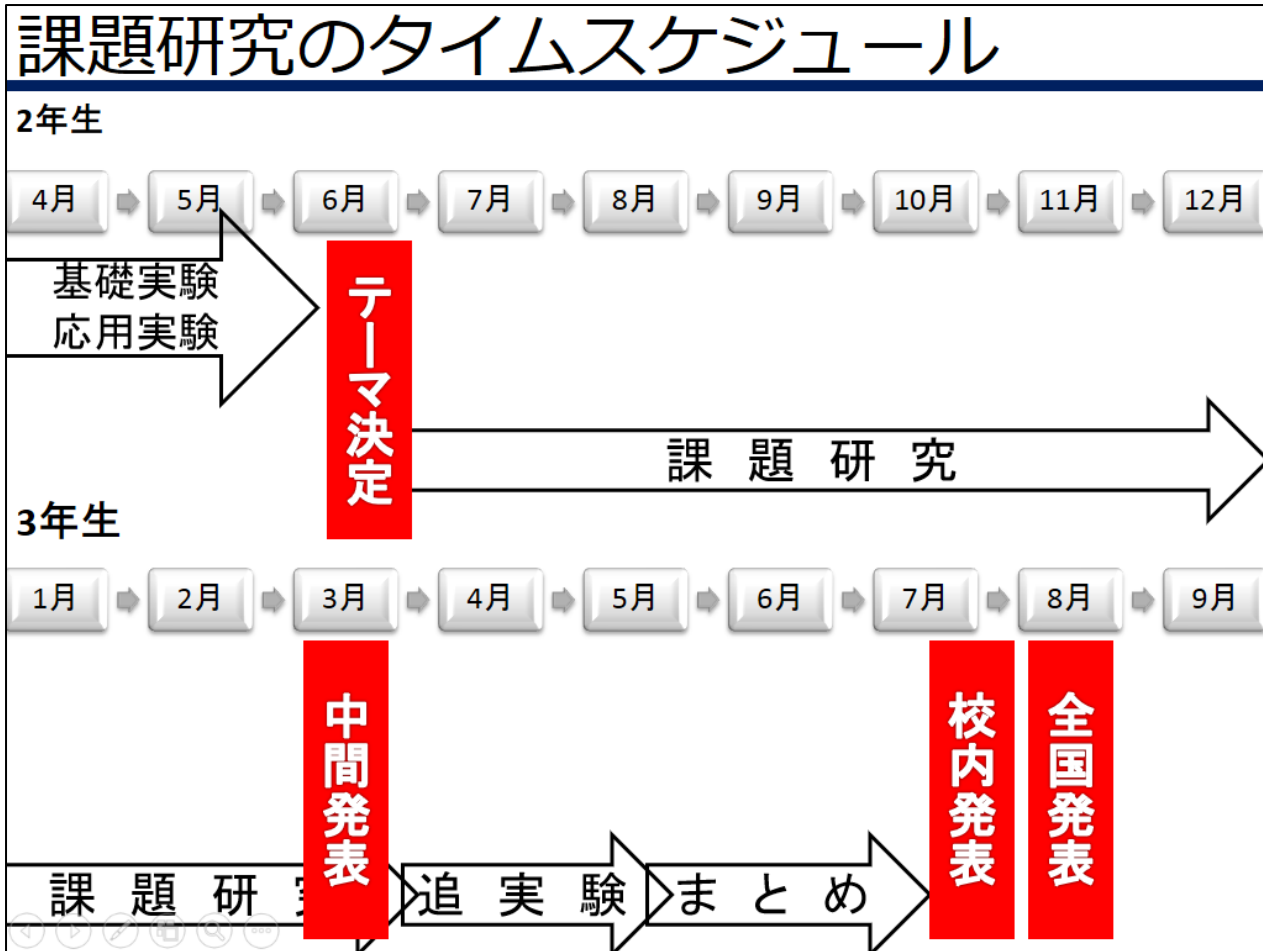 課題研究のタイムスケジュール
2年生
4月 5月 6月 7月 8月 9月 10月 11月 12月
基礎実験
応用実験
テーマ決定
課題研究
3年生
1月 2月 3月 4月 5月 6月 7月 8月 9月
中間発表
校内発表
全国発表
課題研究
追実験
まとめ